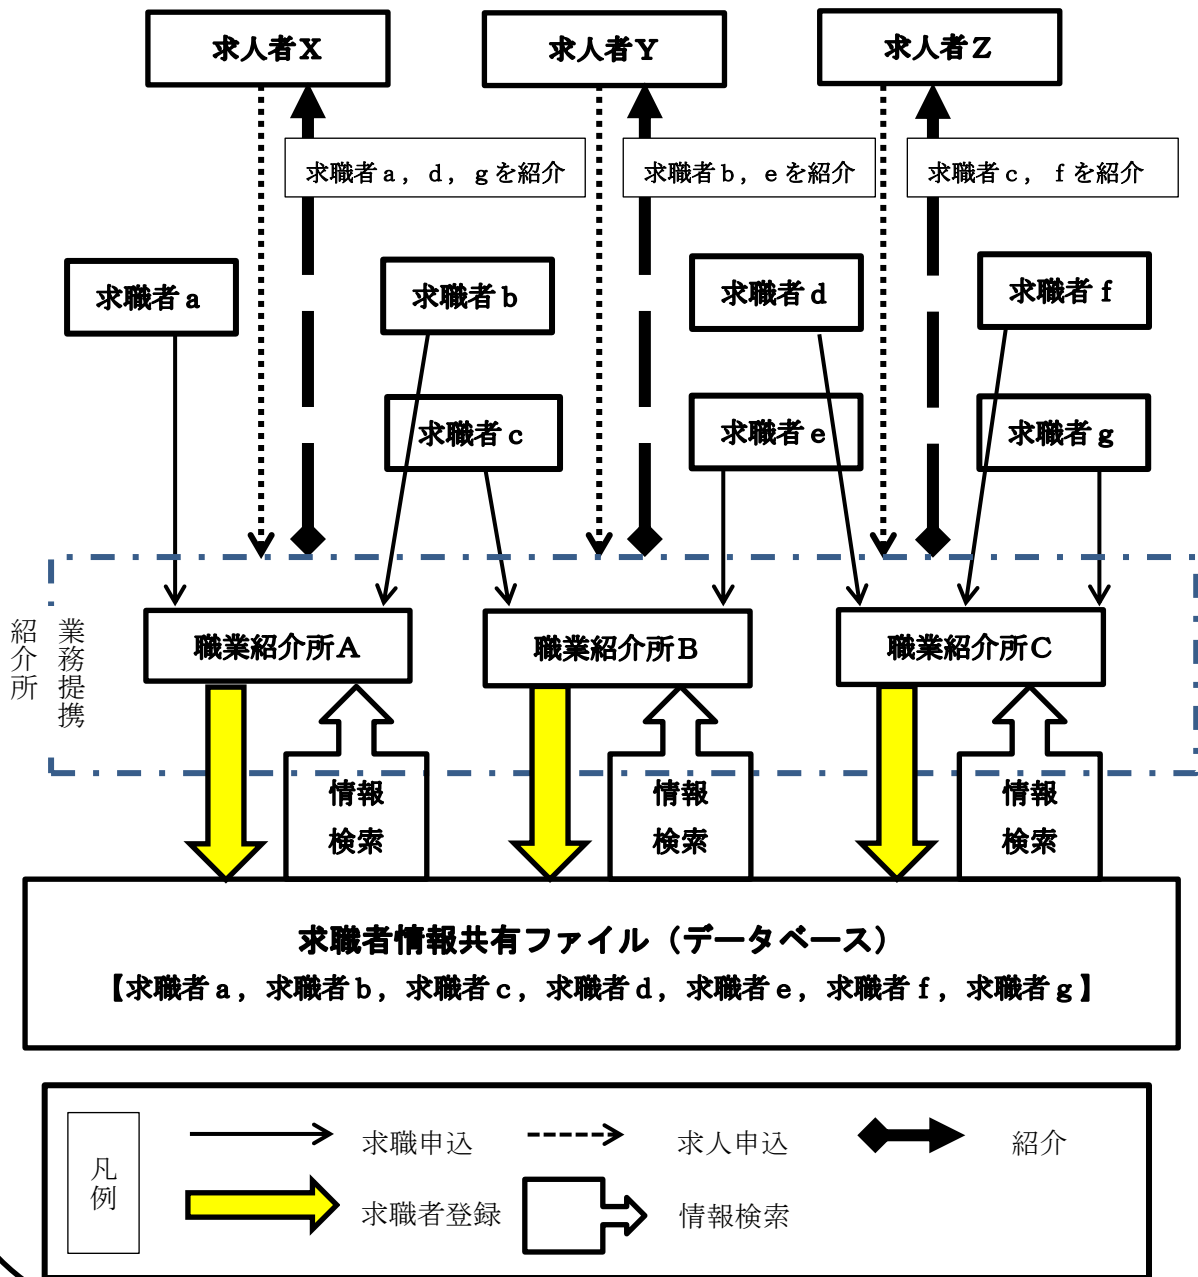 求人者X
求人者Y
求人者Z
求職者a，d，gを紹介
求職者b，eを紹介
求職者c，fを紹介
求職者a
求職者b
求職者d
求職者f
求職者c
求職者e
求職者g
業務提携
紹介所
職業紹介所A
職業紹介所B
職業紹介所C
情報
検索
情報
検索
情報
検索
求職者情報共有ファイル（データベース）
【求職者a，求職者b，求職者c，求職者d，求職者e，求職者f，求職者g】
凡例
求職申込
求人申込
紹介
求職者登録
情報検索